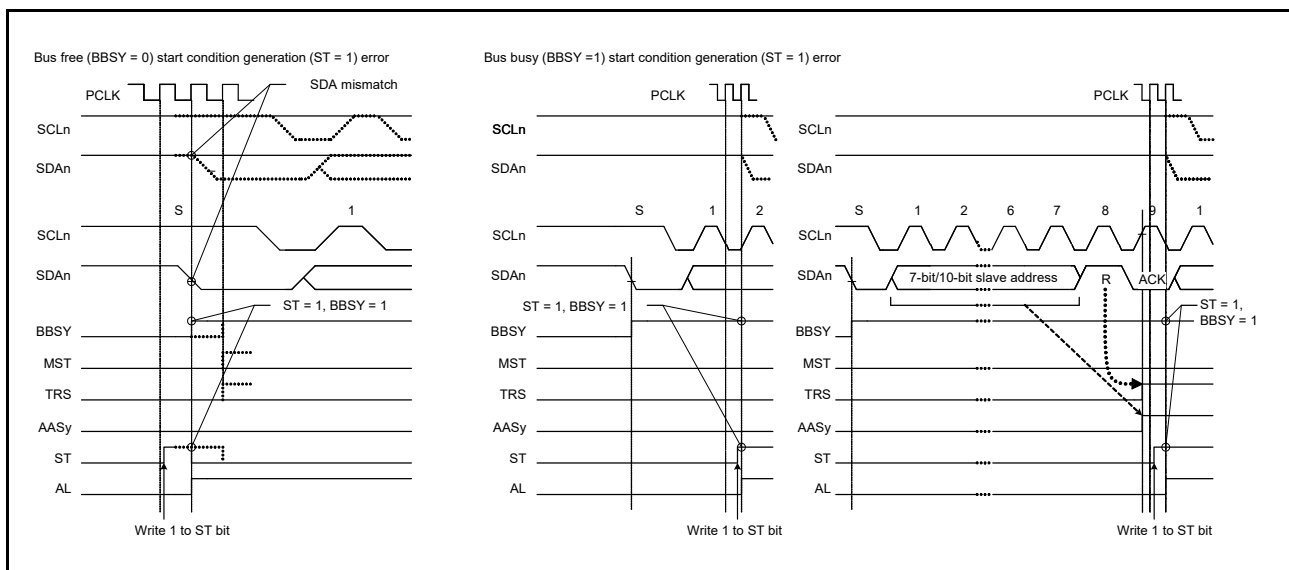 Bus free (BBSY = 0) start condition generation (ST = 1) error
PCLK
SDA mismatch
SCLn
SDAn
S
1
SCLn
SDAn
ST = 1, BBSY = 1
BBSY
MST
TRS
AASy
ST
AL
Write 1 to ST bit
Bus busy (BBSY =1) start condition generation (ST = 1) error
PCLK
SCLn
SDAn
S
1
2
SCLn
SDAn
ST = 1, BBSY = 1
BBSY
MST
TRS
AASy
ST
AL
Write 1 to ST bit
PCLK
SCLn
SDAn
S
1
2
6
7
8
9
1
SCLn
SDAn
7-bit/10-bit slave address
R
ACK
ST = 1,
BBSY = 1
BBSY
MST
TRS
AASy
ST
AL
Write 1 to ST bit